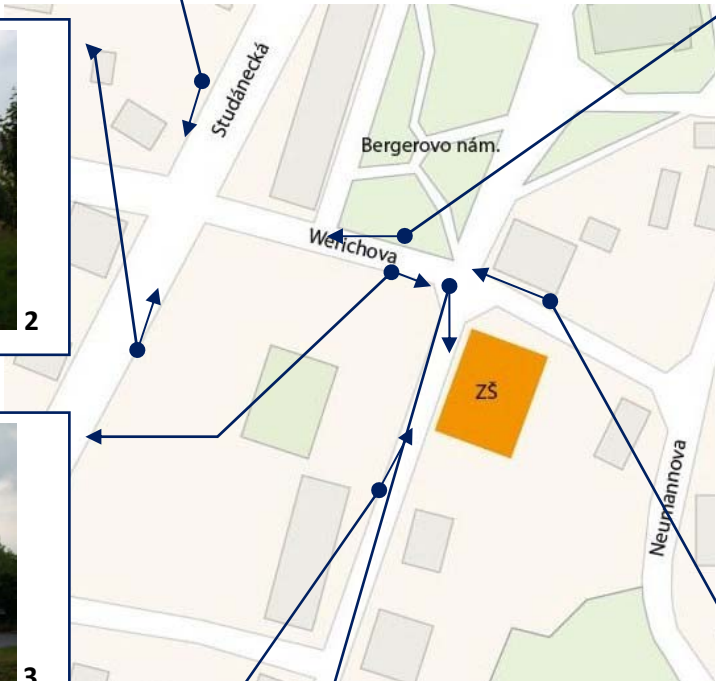 Studánecká
Bergerovo nám.
Werichova
2
ZŠ
Neumannova
3